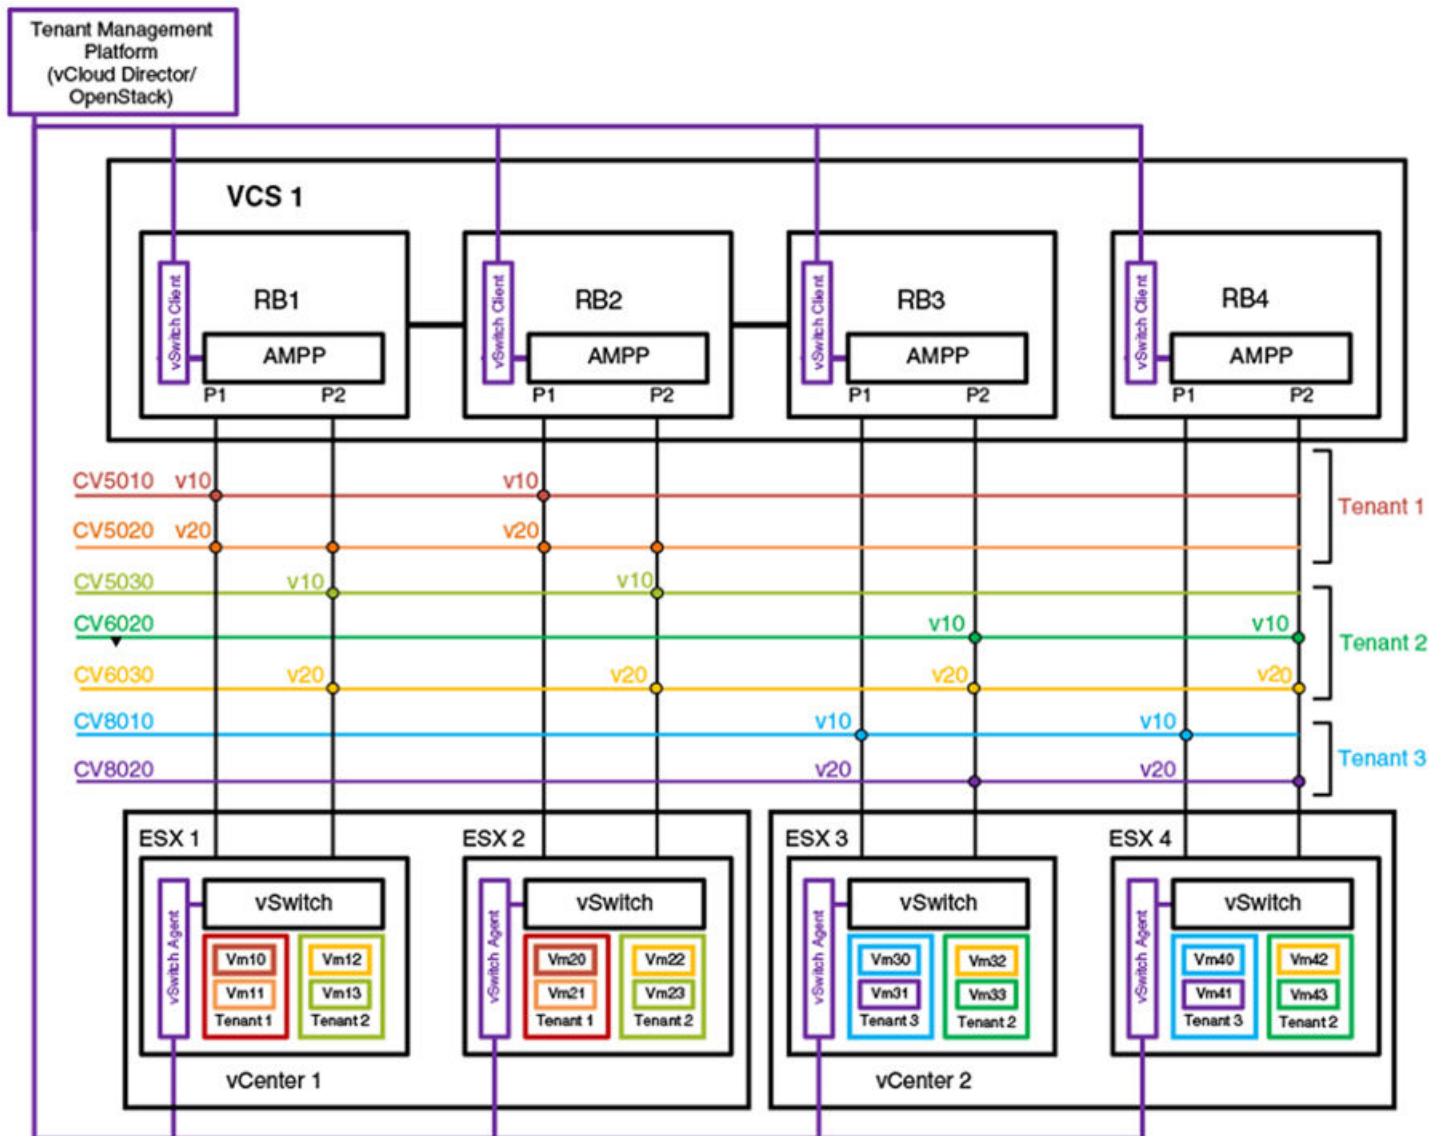 Tenant Management
Platform
(vCloud Director/
OpenStack)
VCS 1
vSwitch Client
RB1
AMPP
P1 P2
vSwitch Client
RB2
AMPP
P1 P2
vSwitch Client
RB3
AMPP
P1 P2
vSwitch Client
RB4
AMPP
P1 P2
CV5010 v10 v10
Tenant 1
CV5020 v20 v20
CV5030 v10 v10
CV6020 v10 v10
Tenant 2
CV6030 v20 v20 v20 v20
CV8010 v10 v10
Tenant 3
CV8020 v20 v20
ESX 1
vSwitch Agent
vSwitch
Vm10 Vm12
Vm11 Vm13
Tenant 1 Tenant 2
ESX 2
vSwitch Agent
vSwitch
Vm20 Vm22
Vm21 Vm23
Tenant 1 Tenant 2
vCenter 1
ESX 3
vSwitch Agent
vSwitch
Vm30 Vm32
Vm31 Vm33
Tenant 3 Tenant 2
ESX 4
vSwitch Agent
vSwitch
Vm40 Vm42
Vm41 Vm43
Tenant 3 Tenant 2
vCenter 2